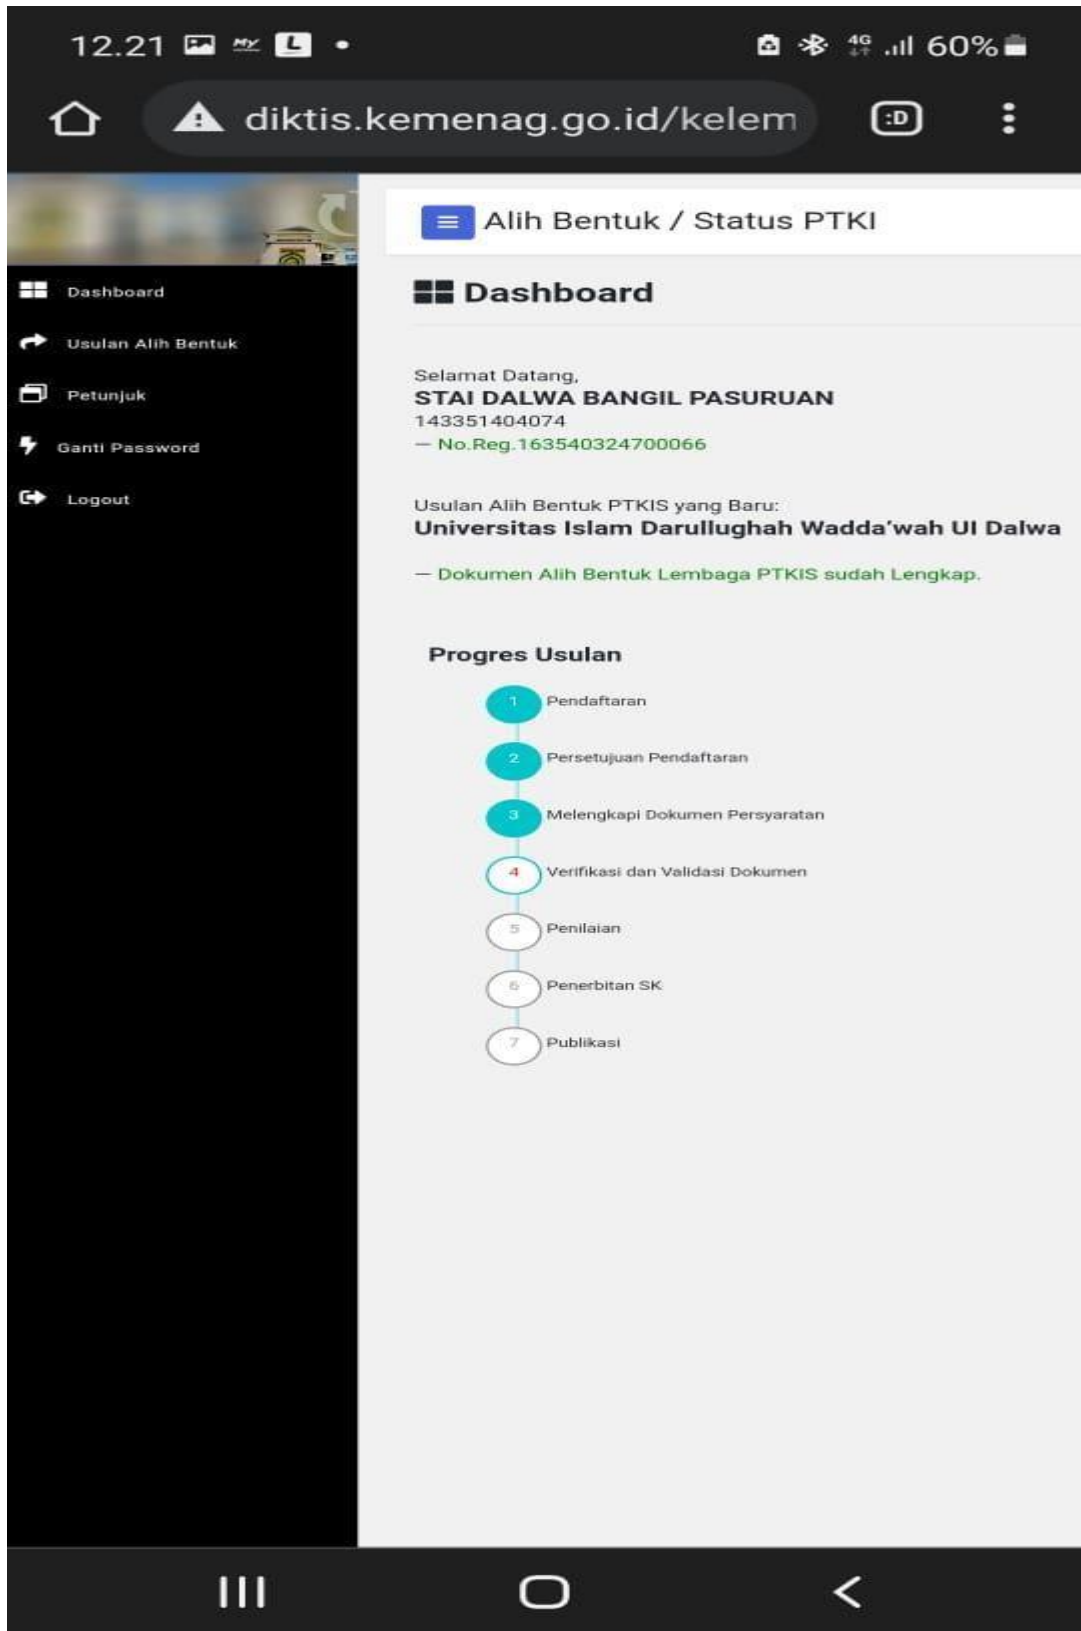 12.21 MY L
4G 60%
diktis.kemenag.go.id/kelem :D
Alih Bentuk / Status PTKI
Dashboard
Usulan Alih Bentuk
Petunjuk
Ganti Password
Logout
Dashboard
Selamat Datang,
STAI DALWA BANGIL PASURUAN
143351404074
— No.Reg.163540324700066
Usulan Alih Bentuk PTKIS yang Baru:
Universitas Islam Darullughah Wadda'wah UI Dalwa
— Dokumen Alih Bentuk Lembaga PTKIS sudah Lengkap.
Progres Usulan
1 Pendaftaran
2 Persetujuan Pendaftaran
3 Melengkapi Dokumen Persyaratan
4 Verifikasi dan Validasi Dokumen
5 Penilaian
6 Penerbitan SK
7 Publikasi